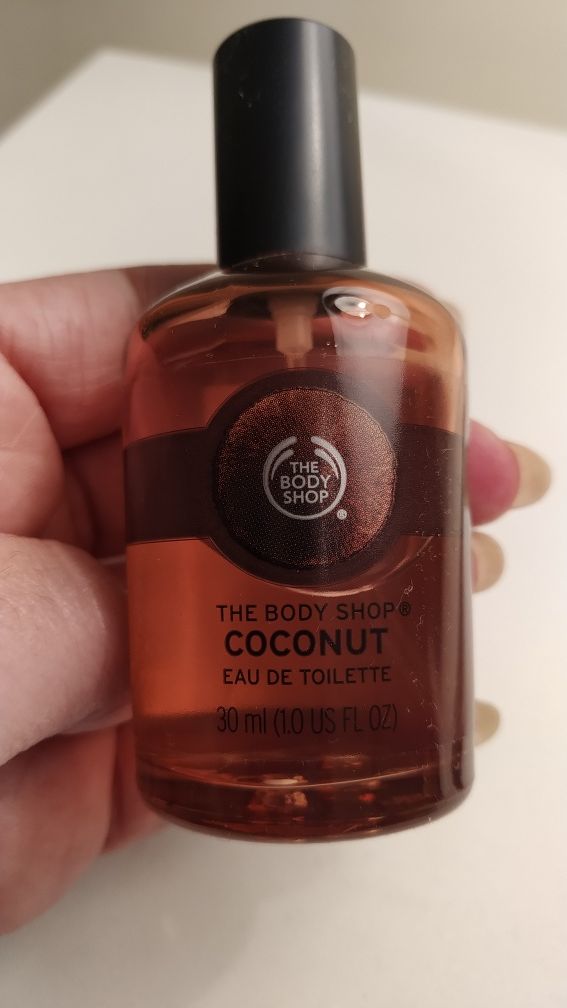 THE
BODY
SHOP
®
THE BODY SHOP®
COCONUT
EAU DE TOILETTE
30 ml (1.0 US FL OZ)